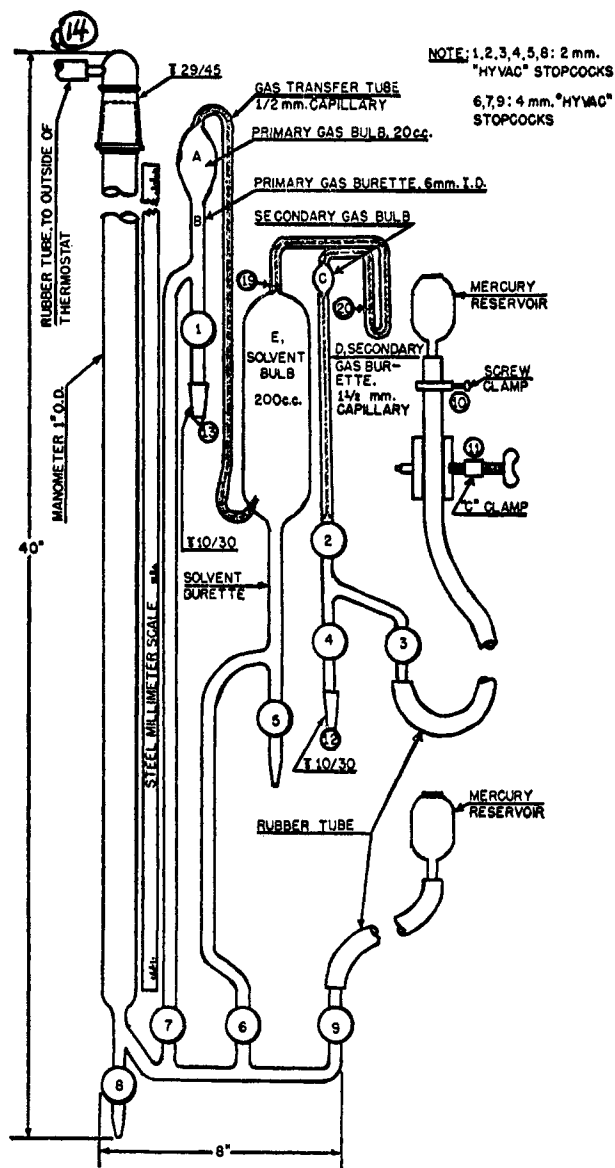 14
NOTE: 1,2,3,4,5,8: 2 mm.
"HYVAC" STOPCOCKS
6,7,9: 4 mm. "HYVAC"
STOPCOCKS
29/45
GAS TRANSFER TUBE
1/2 mm. CAPILLARY
PRIMARY GAS BULB, 20 c.c.
A
PRIMARY GAS BURETTE, 6mm. I.D.
B
SECONDARY GAS BULB
C
RUBBER TUBE, TO OUTSIDE OF
THERMOSTAT
MANOMETER 1" O.D.
40"
STEEL MILLIMETER SCALE
19
20
E,
SOLVENT
BULB
200c.c.
D, SECONDARY
GAS BUR-
ETTE.
1 1/2 mm.
CAPILLARY
MERCURY
RESERVOIR
SCREW
CLAMP
10
11
"C" CLAMP
1
13
10/30
2
SOLVENT
BURETTE
4
3
5
12
10/30
RUBBER TUBE
MERCURY
RESERVOIR
7
6
9
8
8"